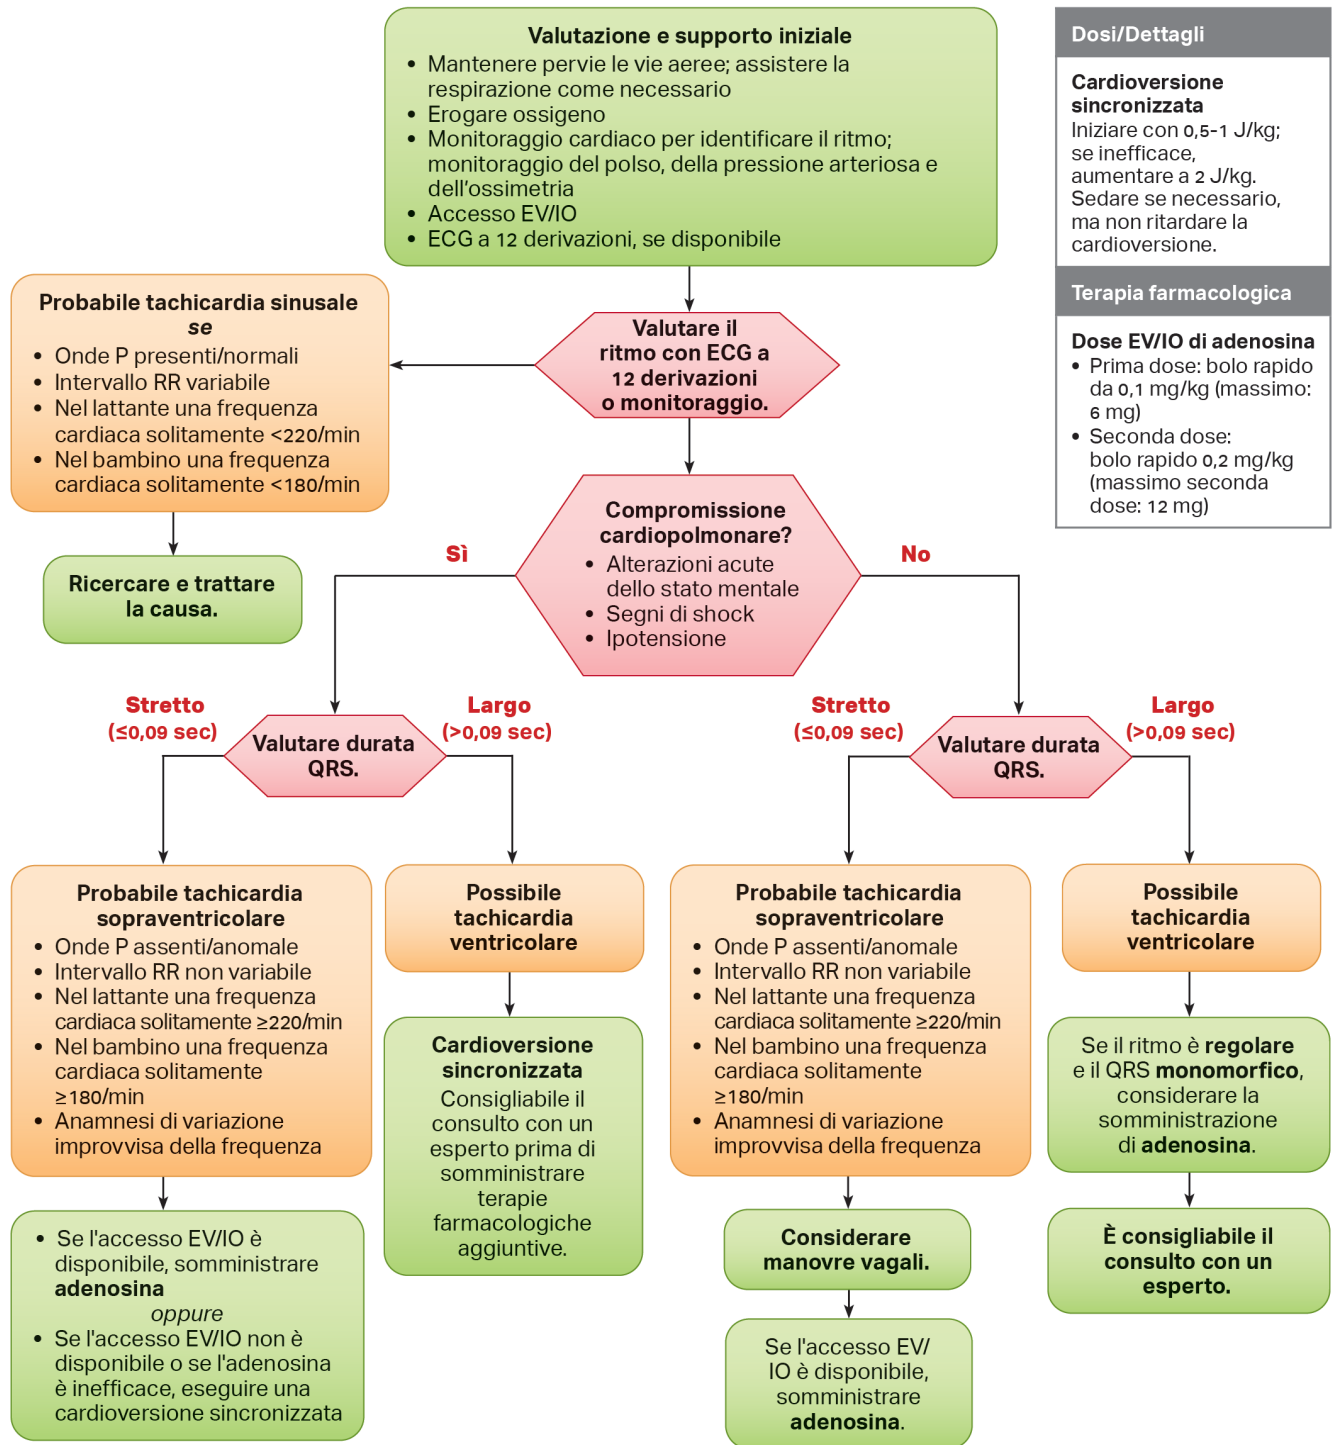 Valutazione e supporto iniziale
• Mantenere pervie le vie aeree; assistere la
respirazione come necessario
• Erogare ossigeno
• Monitoraggio cardiaco per identificare il ritmo;
monitoraggio del polso, della pressione arteriosa e
dell'ossimetria
• Accesso EV/IO
• ECG a 12 derivazioni, se disponibile
Dosi/Dettagli
Cardioversione
sincronizzata
Iniziare con 0,5-1 J/kg;
se inefficace,
aumentare a 2 J/kg.
Sedare se necessario,
ma non ritardare la
cardioversione.
Terapia farmacologica
Dose EV/IO di adenosina
• Prima dose: bolo rapido
da 0,1 mg/kg (massimo:
6 mg)
• Seconda dose:
bolo rapido 0,2 mg/kg
(massimo seconda
dose: 12 mg)
Probabile tachicardia sinusale
se
• Onde P presenti/normali
• Intervallo RR variabile
• Nel lattante una frequenza
cardiaca solitamente <220/min
• Nel bambino una frequenza
cardiaca solitamente <180/min
Valutare il
ritmo con ECG a
12 derivazioni
o monitoraggio.
Ricercare e trattare
la causa.
Compromissione
cardiopolmonare?
• Alterazioni acute
dello stato mentale
• Segni di shock
• Ipotensione
Sì
No
Stretto
(≤0,09 sec)
Valutare durata
QRS.
Largo
(>0,09 sec)
Stretto
(≤0,09 sec)
Valutare durata
QRS.
Largo
(>0,09 sec)
Probabile tachicardia
sopraventricolare
• Onde P assenti/anomale
• Intervallo RR non variabile
• Nel lattante una frequenza
cardiaca solitamente ≥220/min
• Nel bambino una frequenza
cardiaca solitamente
≥180/min
• Anamnesi di variazione
improvvisa della frequenza
• Se l'accesso EV/IO è
disponibile, somministrare
adenosina
oppure
• Se l'accesso EV/IO non è
disponibile o se l'adenosina
è inefficace, eseguire una
cardioversione sincronizzata
Possibile
tachicardia
ventricolare
Cardioversione
sincronizzata
Consigliabile il
consulto con un
esperto prima di
somministrare
terapie
farmacologiche
aggiuntive.
Probabile tachicardia
sopraventricolare
• Onde P assenti/anomale
• Intervallo RR non variabile
• Nel lattante una frequenza
cardiaca solitamente ≥220/min
• Nel bambino una frequenza
cardiaca solitamente
≥180/min
• Anamnesi di variazione
improvvisa della frequenza
Considerare
manovre vagali.
Se l'accesso EV/
IO è disponibile,
somministrare
adenosina.
Possibile
tachicardia
ventricolare
Se il ritmo è regolare
e il QRS monomorfico,
considerare la
somministrazione
di adenosina.
È consigliabile il
consulto con un
esperto.